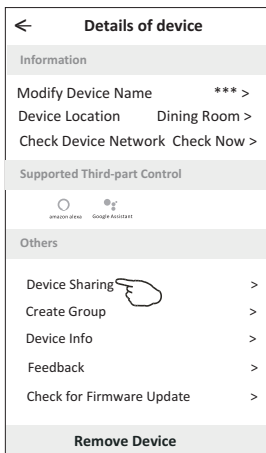 ← Details of device
Information
Modify Device Name *** >
Device Location Dining Room >
Check Device Network Check Now >
Supported Third-part Control
amazon alexa Google Assistant
Others
Device Sharing >
Create Group >
Device Info >
Feedback >
Check for Firmware Update >
Remove Device